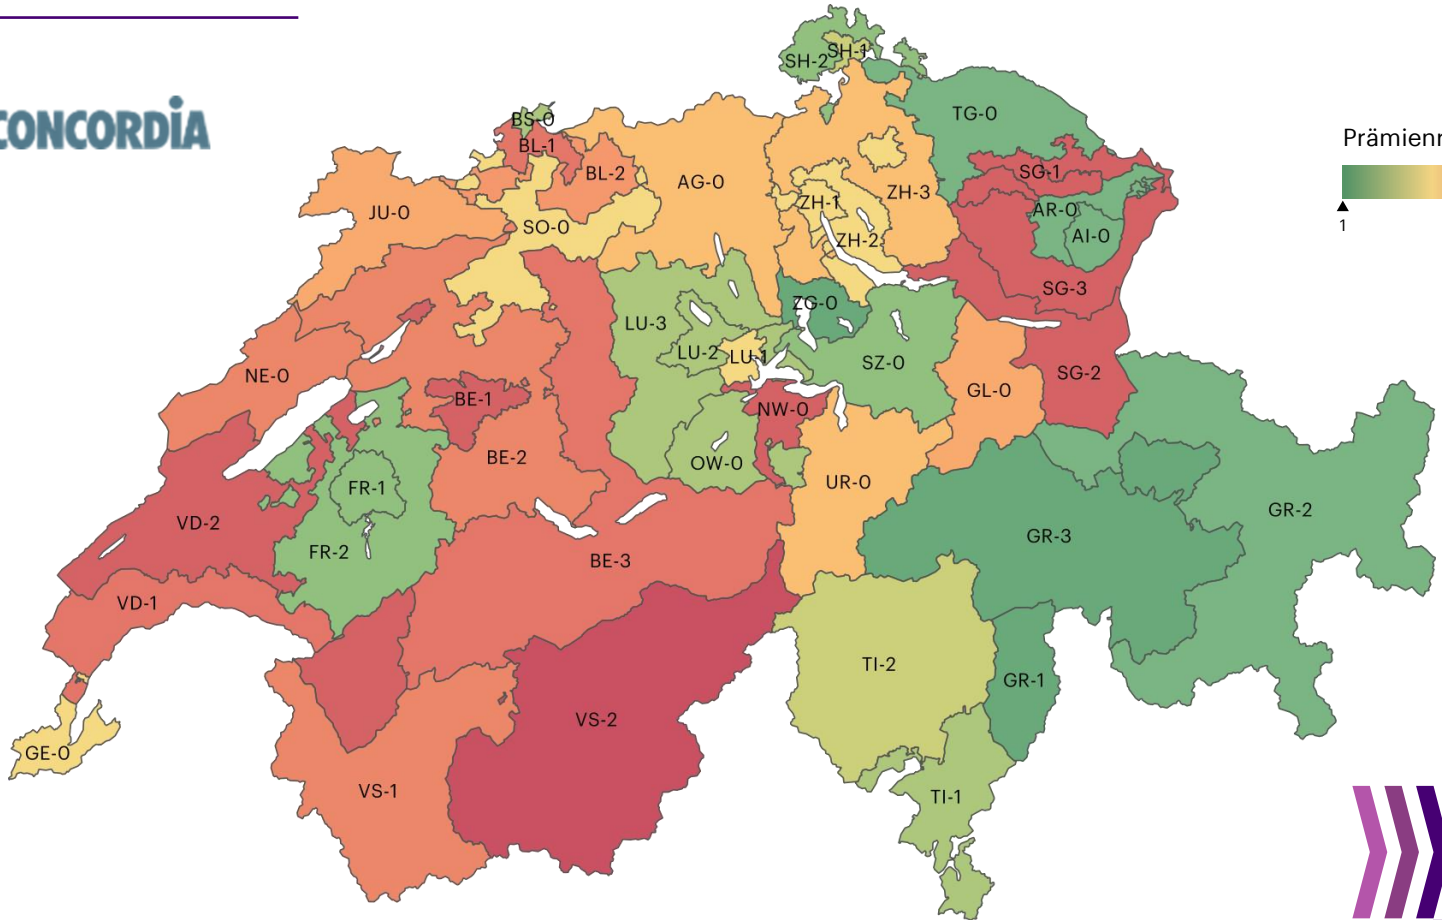 SH-1
SH-2
CONCORDIA
BS-0
TG-0
Prämienr
BL-1
BL-2
SG-1
AG-0
ZH-3
JU-0
ZH-1
AR-0
SO-0
AI-0
1
ZH-2
SG-3
ZG-0
LU-3
LU-2
LU-1
SZ-0
NE-0
SG-2
GL-0
BE-1
NW-0
BE-2
OW-0
UR-0
FR-1
GR-2
VD-2
GR-3
FR-2
BE-3
VD-1
TI-2
GR-1
VS-2
GE-0
VS-1
TI-1